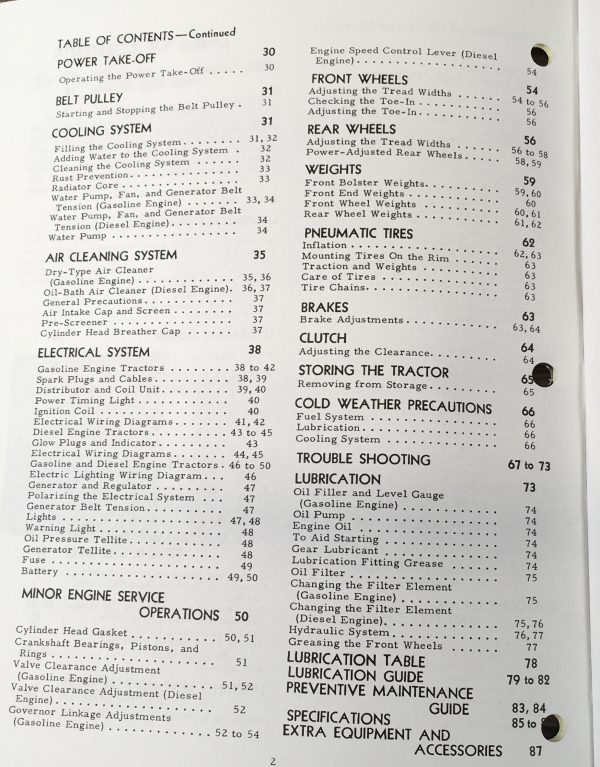 TABLE OF CONTENTS—Continued
POWER TAKE-OFF 30
Operating the Power Take-Off ..... 30
BELT PULLEY 31
Starting and Stopping the Belt Pulley . 31
COOLING SYSTEM 31
Filling the Cooling System........ 31, 32
Adding Water to the Cooling System . 32
Cleaning the Cooling System ...... 32
Rust Prevention............... 33
Radiator Core ................ 33
Water Pump, Fan, and Generator Belt
Tension (Gasoline Engine) ....... 33, 34
Water Pump, Fan, and Generator Belt
Tension (Diesel Engine).......... 34
Water Pump ................. 34
AIR CLEANING SYSTEM 35
Dry-Type Air Cleaner
(Gasoline Engine) ............ 35, 36
Oil-Bath Air Cleaner (Diesel Engine). 36, 37
General Precautions............ 37
Air Intake Cap and Screen ........ 37
Pre-Screener ................ 37
Cylinder Head Breather Cap ...... 37
ELECTRICAL SYSTEM 38
Gasoline Engine Tractors ........ 38 to 42
Spark Plugs and Cables.......... 38, 39
Distributor and Coil Unit......... 39, 40
Power Timing Light ............ 40
Ignition Coil ................ 40
Electrical Wiring Diagrams....... 41, 42
Diesel Engine Tractors .......... 43 to 45
Glow Plugs and Indicator......... 43
Electrical Wiring Diagrams....... 44, 45
Gasoline and Diesel Engine Tractors . 46 to 50
Electric Lighting Wiring Diagram... 46
Generator and Regulator ........ 47
Polarizing the Electrical System ... 47
Generator Belt Tension.......... 47
Lights ..................... 47, 48
Warning Light ................ 48
Oil Pressure Tellite............ 48
Generator Tellite.............. 48
Fuse ...................... 49
Battery .................... 49, 50
MINOR ENGINE SERVICE
OPERATIONS 50
Cylinder Head Gasket ........... 50, 51
Crankshaft Bearings, Pistons, and
Rings ..................... 51
Valve Clearance Adjustment
(Gasoline Engine) ............. 51, 52
Valve Clearance Adjustment (Diesel
Engine).................... 52
Governor Linkage Adjustments
(Gasoline Engine) ............. 52 to 54
Engine Speed Control Lever (Diesel
Engine).................. 54
FRONT WHEELS 54
Adjusting the Tread Widths ....... 54 to 56
Checking the Toe-In ............ 56
Adjusting the Toe-In............ 56
REAR WHEELS 56
Adjusting the Tread Widths ....... 56 to 58
Power-Adjusted Rear Wheels..... 58, 59
WEIGHTS 59
Front Bolster Weights........... 59, 60
Front End Weights ............. 60
Front Wheel Weights ........... 60, 61
Rear Wheel Weights ............ 61, 62
PNEUMATIC TIRES 62
Inflation.................... 62, 63
Mounting Tires On the Rim ....... 63
Traction and Weights ........... 63
Care of Tires ................ 63
Tire Chains.................. 63
BRAKES 63
Brake Adjustments............. 63, 64
CLUTCH 64
Adjusting the Clearance.......... 64
STORING THE TRACTOR 65
Removing from Storage.......... 65
COLD WEATHER PRECAUTIONS 66
Fuel System ................. 66
Lubrication.................. 66
Cooling System ............... 66
TROUBLE SHOOTING 67 to 73
LUBRICATION 73
Oil Filler and Level Gauge
(Gasoline Engine) ............. 74
Oil Pump ................... 74
Engine Oil .................. 74
To Aid Starting ............... 74
Gear Lubricant ............... 74
Lubrication Fitting Grease ....... 74
Oil Filter................... 75
Changing the Filter Element
(Gasoline Engine) ............. 75
Changing the Filter Element
(Diesel Engine)............... 75, 76
Hydraulic System.............. 76, 77
Greasing the Front Wheels ....... 77
LUBRICATION TABLE 78
LUBRICATION GUIDE 79 to 82
PREVENTIVE MAINTENANCE
GUIDE 83, 84
SPECIFICATIONS 85 to
EXTRA EQUIPMENT AND
ACCESSORIES 87
2